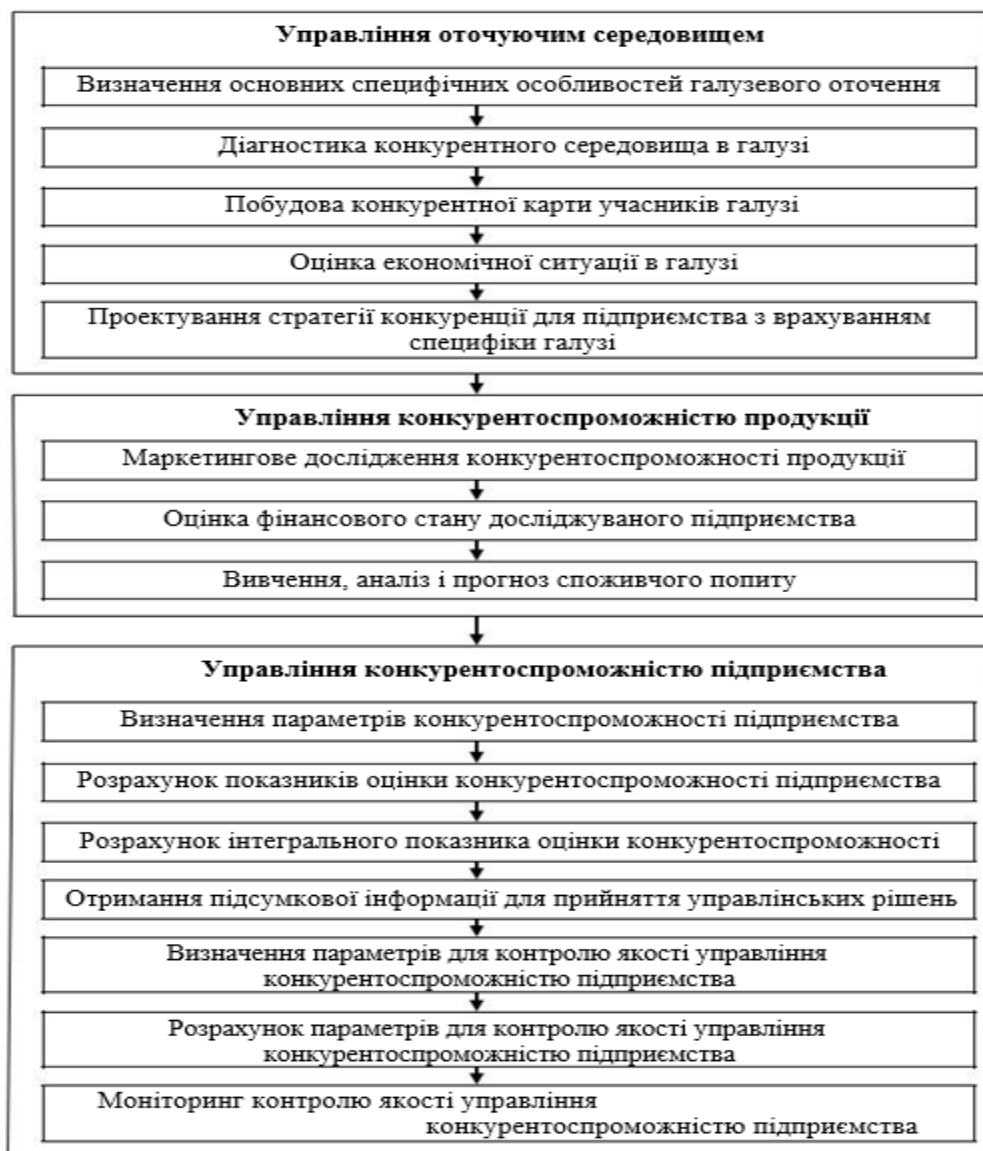 Управління оточуючим середовищем
Визначення основних специфічних особливостей галузевого оточення
Діагностика конкурентного середовища в галузі
Побудова конкурентної карти учасників галузі
Оцінка економічної ситуації в галузі
Проектування стратегії конкуренції для підприємства з врахуванням
специфіки галузі
Управління конкурентоспроможністю продукції
Маркетингове дослідження конкурентоспроможності продукції
Оцінка фінансового стану досліджуваного підприємства
Вивчення, аналіз і прогноз споживчого попиту
Управління конкурентоспроможністю підприємства
Визначення параметрів конкурентоспроможності підприємства
Розрахунок показників оцінки конкурентоспроможності підприємства
Розрахунок інтегрального показника оцінки конкурентоспроможності
Отримання підсумкової інформації для прийняття управлінських рішень
Визначення параметрів для контролю якості управління
конкурентоспроможністю підприємства
Розрахунок параметрів для контролю якості управління
конкурентоспроможністю підприємства
Моніторинг контролю якості управління
конкурентоспроможністю підприємства